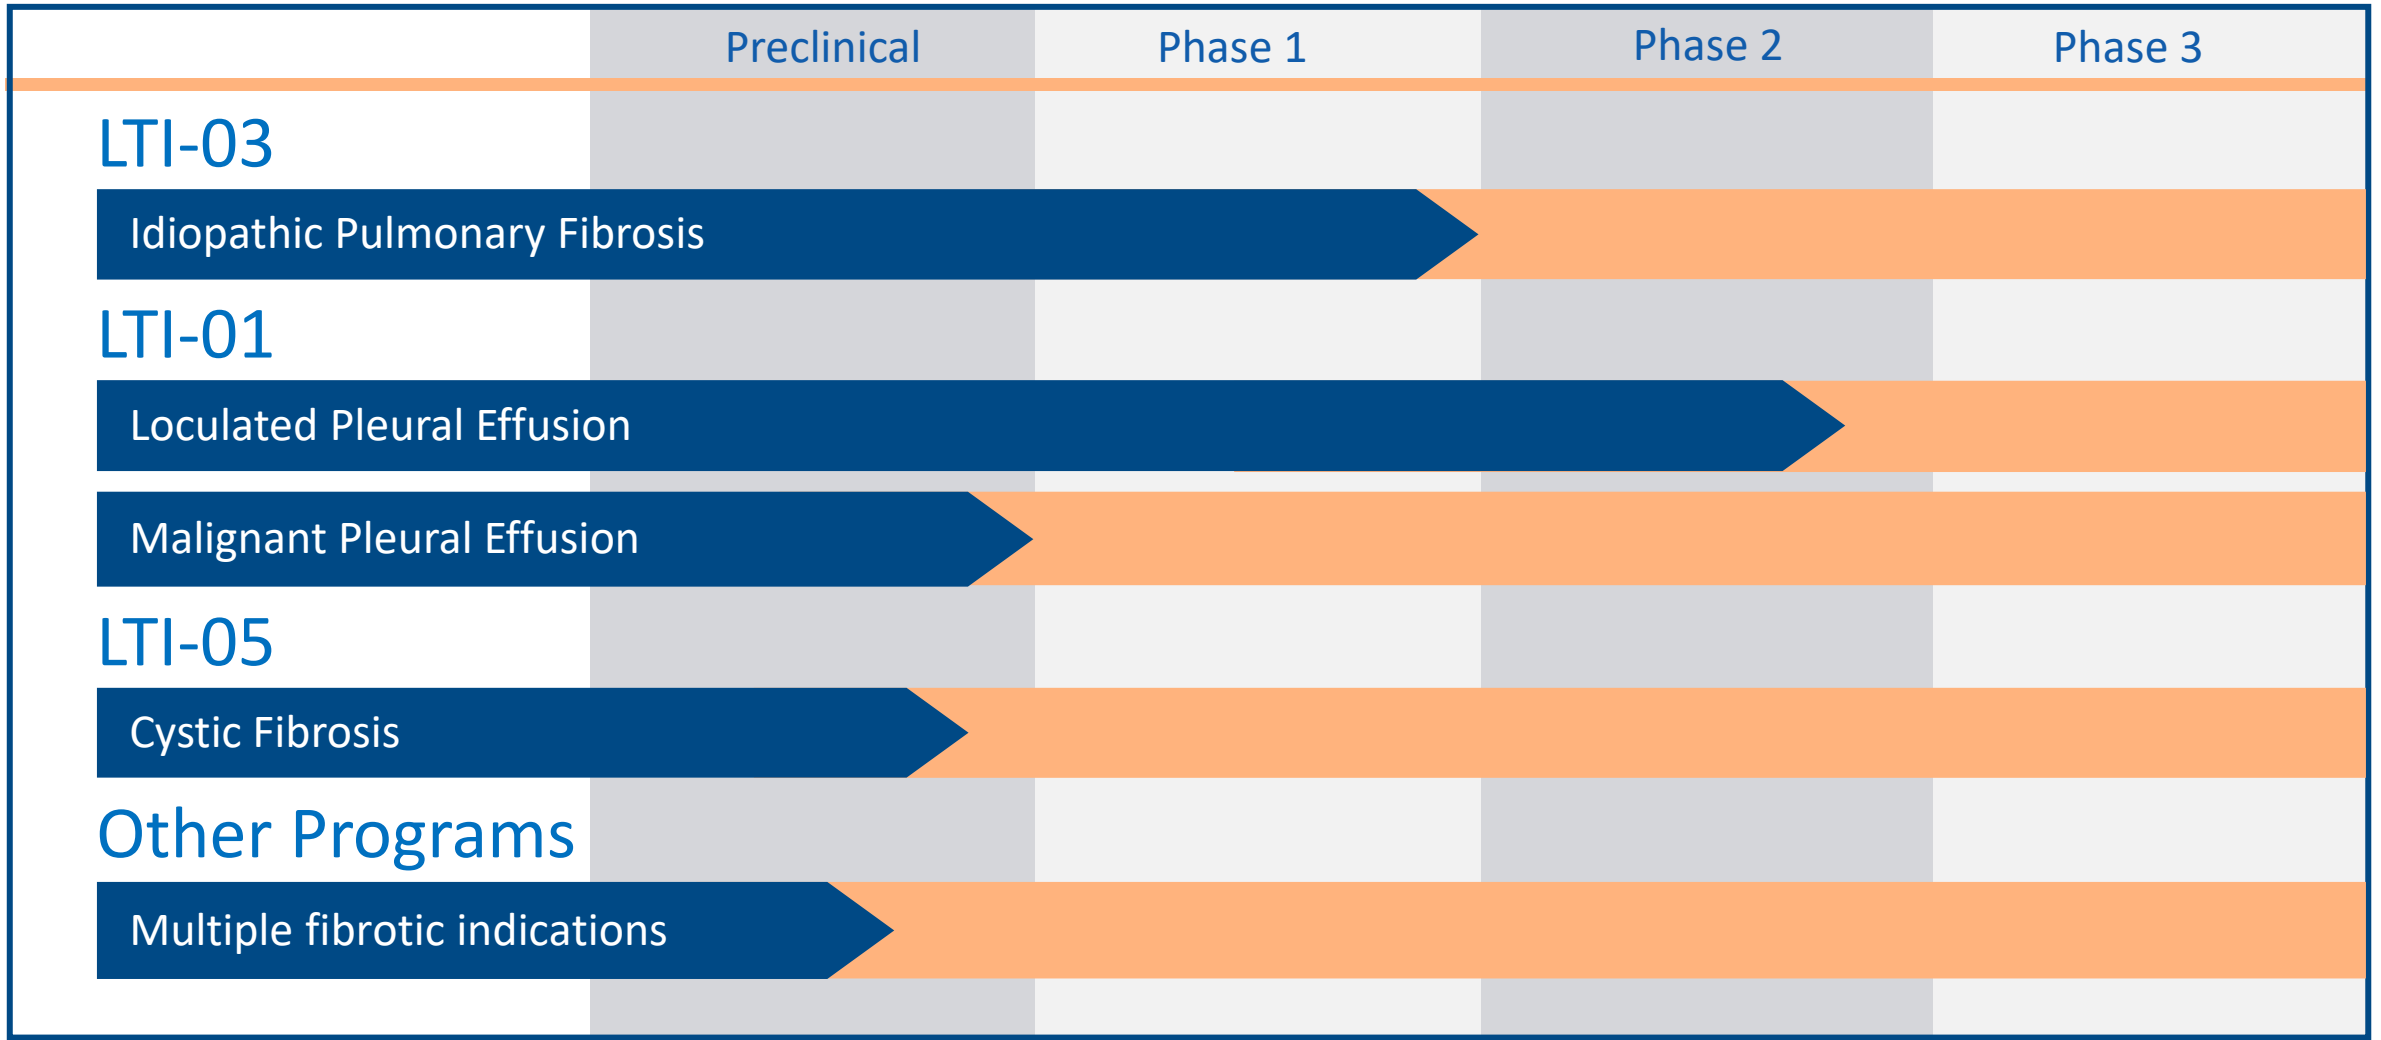 Preclinical Phase 1 Phase 2 Phase 3
LTI-03
Idiopathic Pulmonary Fibrosis
LTI-01
Loculated Pleural Effusion
Malignant Pleural Effusion
LTI-05
Cystic Fibrosis
Other Programs
Multiple fibrotic indications